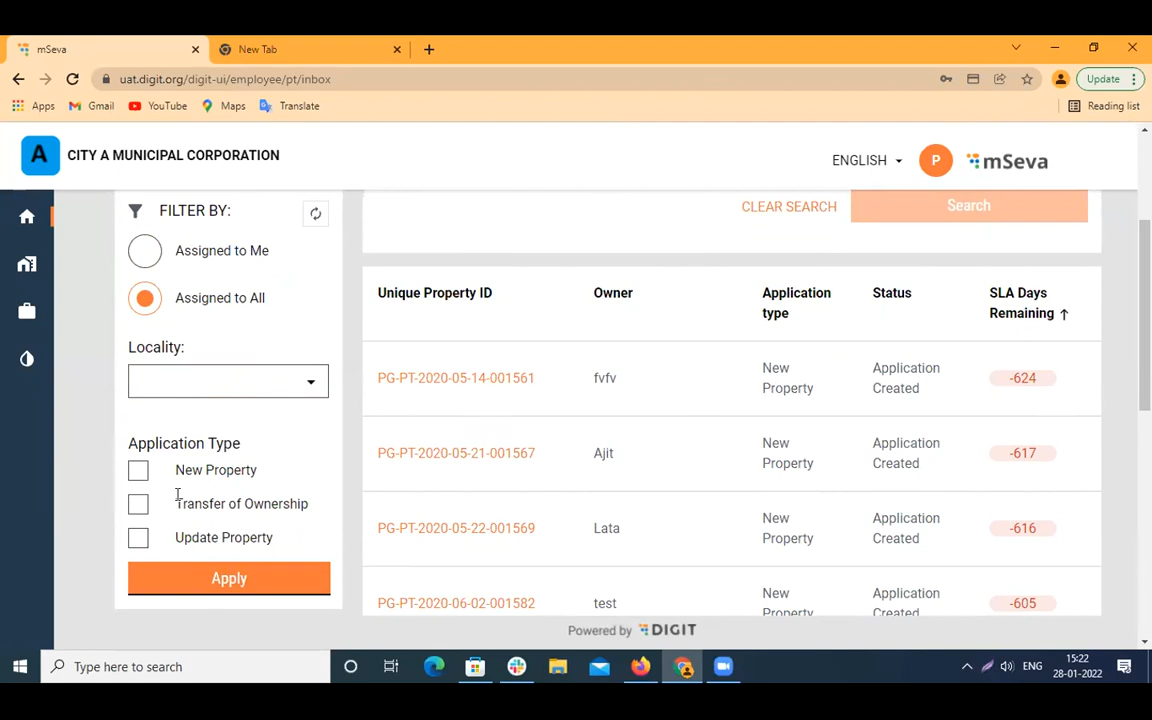 mSeva
New Tab
uat.digit.org/digit-ui/employee/pt/inbox
Update
Apps
Gmail
YouTube
Maps
Translate
Reading list
A
CITY A MUNICIPAL CORPORATION
ENGLISH
P
mSeva
FILTER BY:
Assigned to Me
Assigned to All
Locality:
Application Type
New Property
Transfer of Ownership
Update Property
Apply
CLEAR SEARCH
Search
Unique Property ID Owner Application type Status SLA Days Remaining ↑
PG-PT-2020-05-14-001561 fvfv New Property Application Created -624
PG-PT-2020-05-21-001567 Ajit New Property Application Created -617
PG-PT-2020-05-22-001569 Lata New Property Application Created -616
PG-PT-2020-06-02-001582 test New Property Application Created -605
Powered by DIGIT
Type here to search
ENG
15:22
28-01-2022